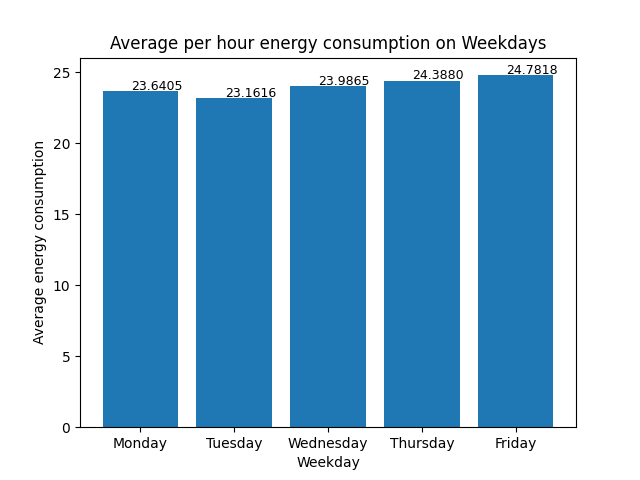 Average per hour energy consumption on Weekdays
25
20
15
10
5
0
Average energy consumption
23.6405
23.1616
23.9865
24.3880
24.7818
Monday Tuesday Wednesday Thursday Friday
Weekday